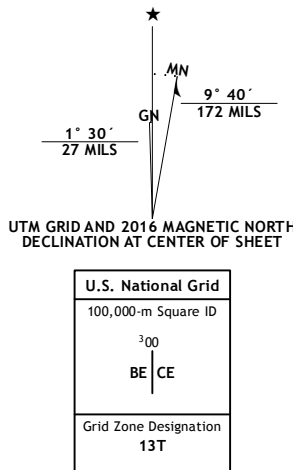 MN
GN
9° 40´
172 MILS
1° 30´
27 MILS
UTM GRID AND 2016 MAGNETIC NORTH
DECLINATION AT CENTER OF SHEET
U.S. National Grid
100,000-m Square ID
³00
BE CE
Grid Zone Designation
13T